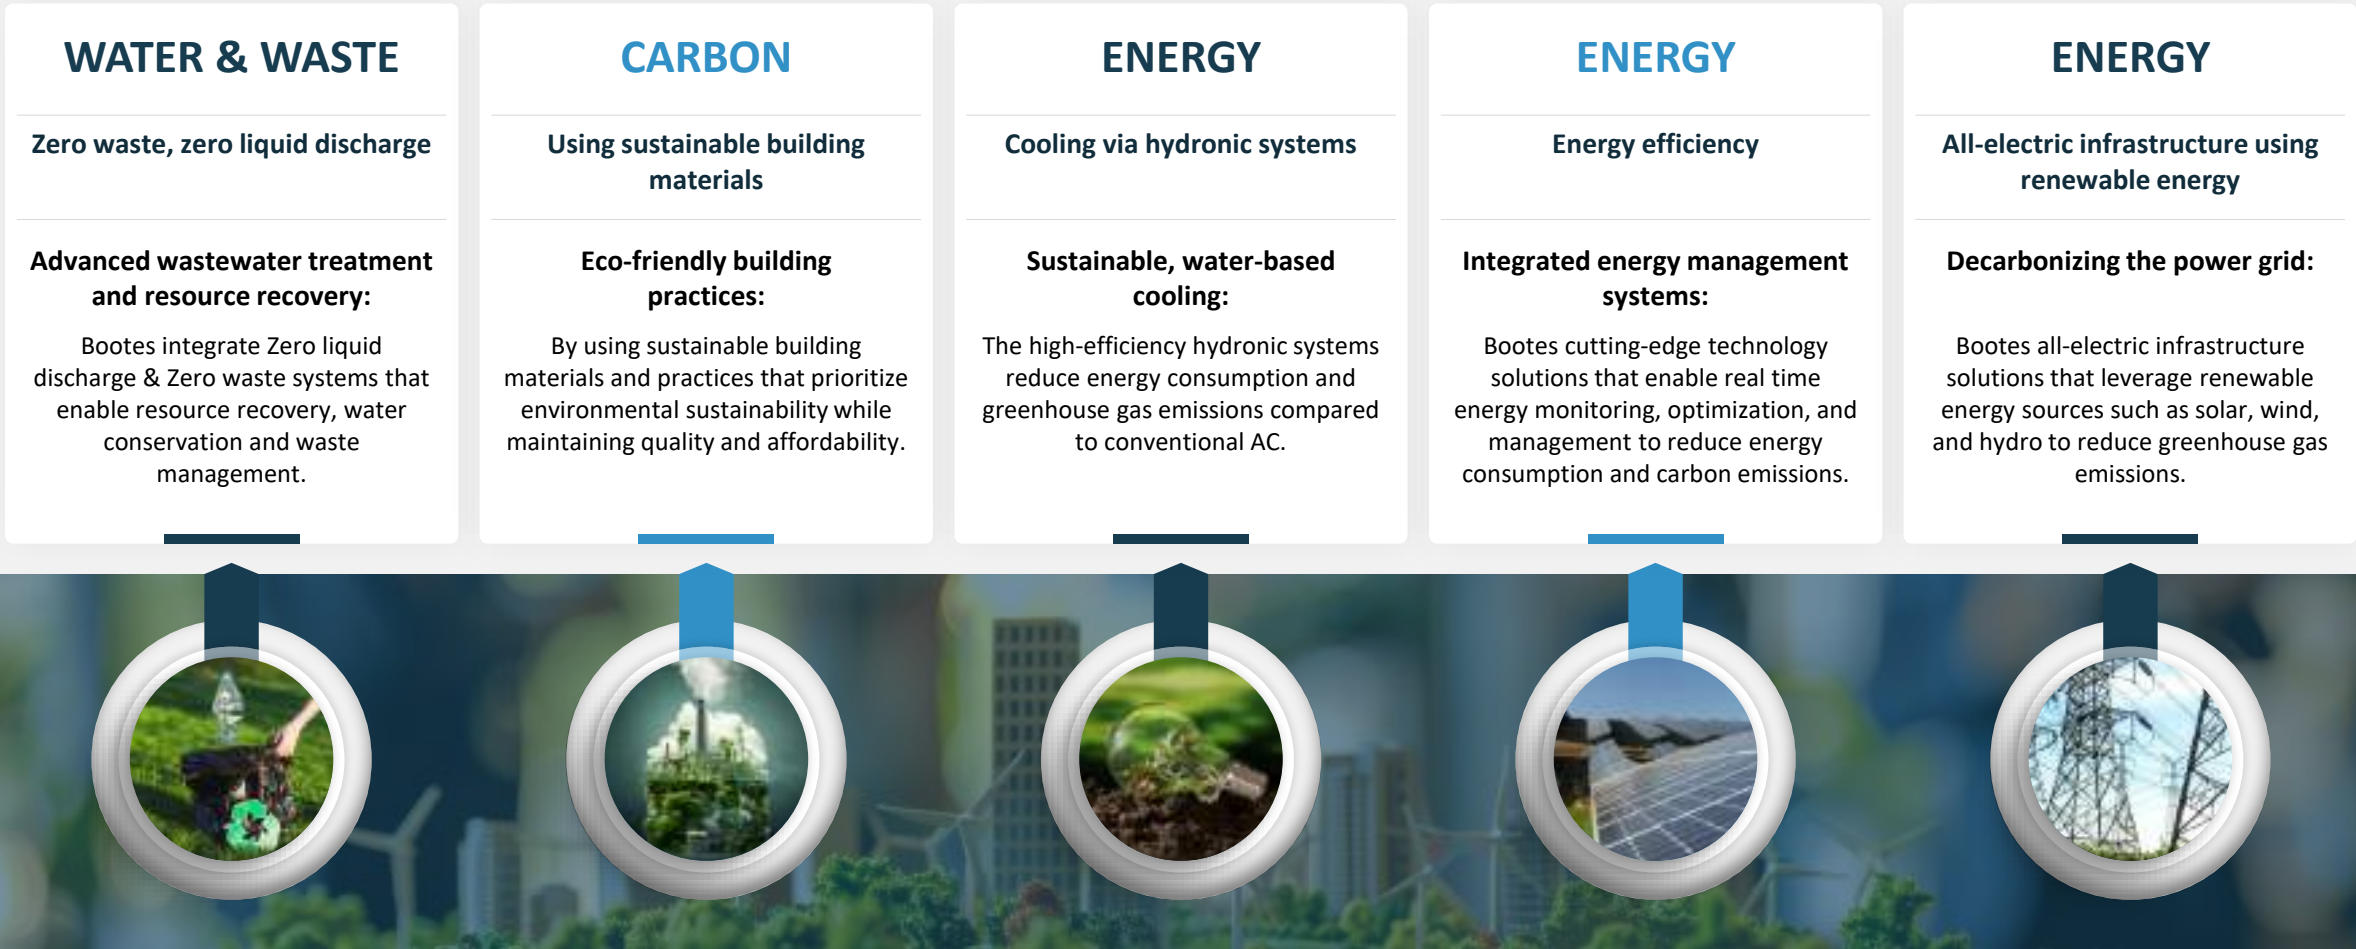 WATER & WASTE
Zero waste, zero liquid discharge
Advanced wastewater treatment
and resource recovery:
Bootes integrate Zero liquid
discharge & Zero waste systems that
enable resource recovery, water
conservation and waste
management.
CARBON
Using sustainable building
materials
Eco-friendly building
practices:
By using sustainable building
materials and practices that prioritize
environmental sustainability while
maintaining quality and affordability.
ENERGY
Cooling via hydronic systems
Sustainable, water-based
cooling:
The high-efficiency hydronic systems
reduce energy consumption and
greenhouse gas emissions compared
to conventional AC.
ENERGY
Energy efficiency
Integrated energy management
systems:
Bootes cutting-edge technology
solutions that enable real time
energy monitoring, optimization, and
management to reduce energy
consumption and carbon emissions.
ENERGY
All-electric infrastructure using
renewable energy
Decarbonizing the power grid:
Bootes all-electric infrastructure
solutions that leverage renewable
energy sources such as solar, wind,
and hydro to reduce greenhouse gas
emissions.